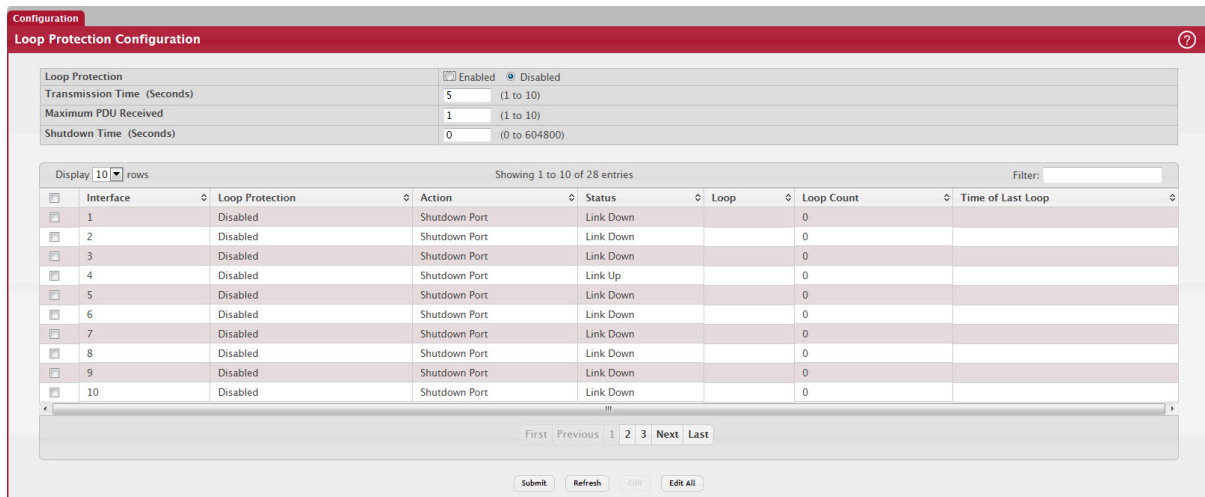 Configuration
Loop Protection Configuration ?
Loop Protection Enabled Disabled
Transmission Time (Seconds) 5 (1 to 10)
Maximum PDU Received 1 (1 to 10)
Shutdown Time (Seconds) 0 (0 to 604800)
Display 10 rows Showing 1 to 10 of 28 entries Filter:
Interface Loop Protection Action Status Loop Loop Count Time of Last Loop
1 Disabled Shutdown Port Link Down 0
2 Disabled Shutdown Port Link Down 0
3 Disabled Shutdown Port Link Down 0
4 Disabled Shutdown Port Link Up 0
5 Disabled Shutdown Port Link Down 0
6 Disabled Shutdown Port Link Down 0
7 Disabled Shutdown Port Link Down 0
8 Disabled Shutdown Port Link Down 0
9 Disabled Shutdown Port Link Down 0
10 Disabled Shutdown Port Link Down 0
First Previous 1 2 3 Next Last
Submit Refresh Edit Edit All